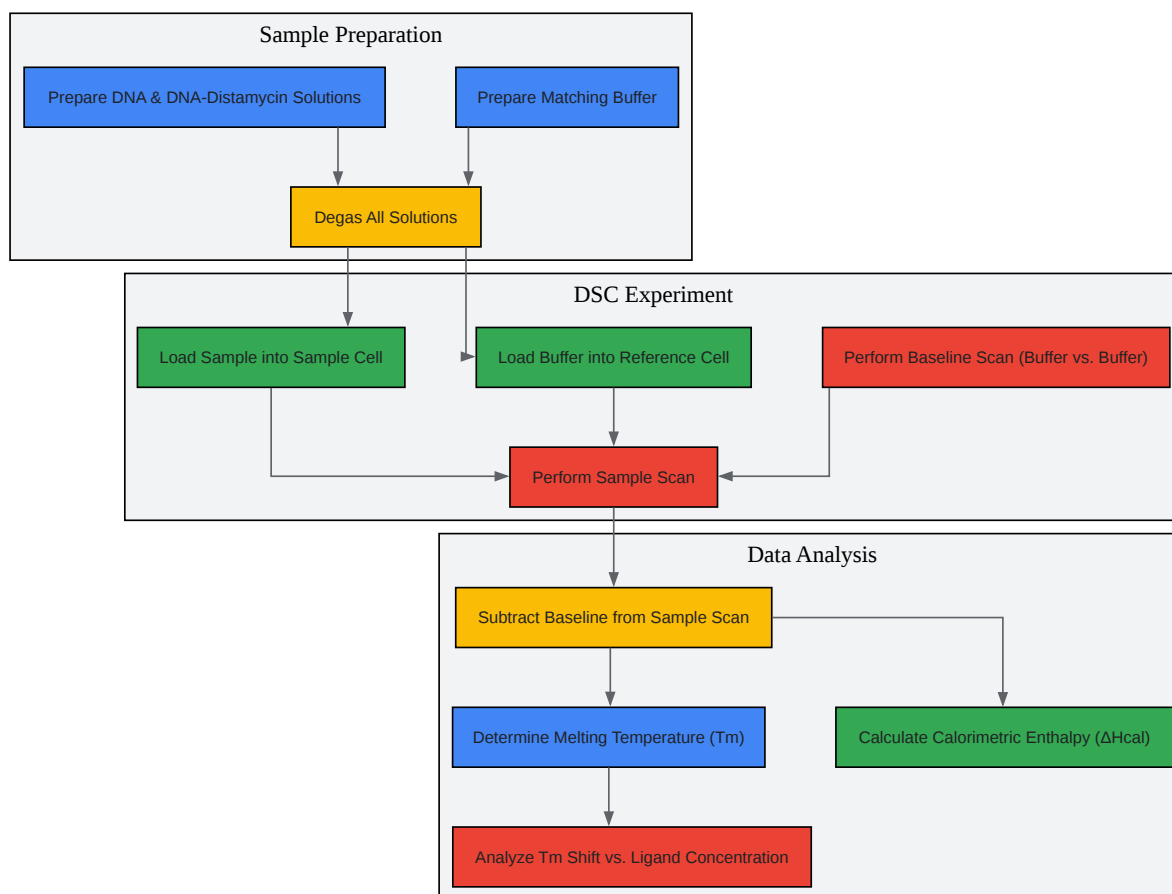 Sample Preparation
Prepare DNA & DNA-Distamycin Solutions
Prepare Matching Buffer
Degas All Solutions
DSC Experiment
Load Sample into Sample Cell
Load Buffer into Reference Cell
Perform Baseline Scan (Buffer vs. Buffer)
Perform Sample Scan
Data Analysis
Subtract Baseline from Sample Scan
Determine Melting Temperature (Tm)
Calculate Calorimetric Enthalpy (ΔHcal)
Analyze Tm Shift vs. Ligand Concentration